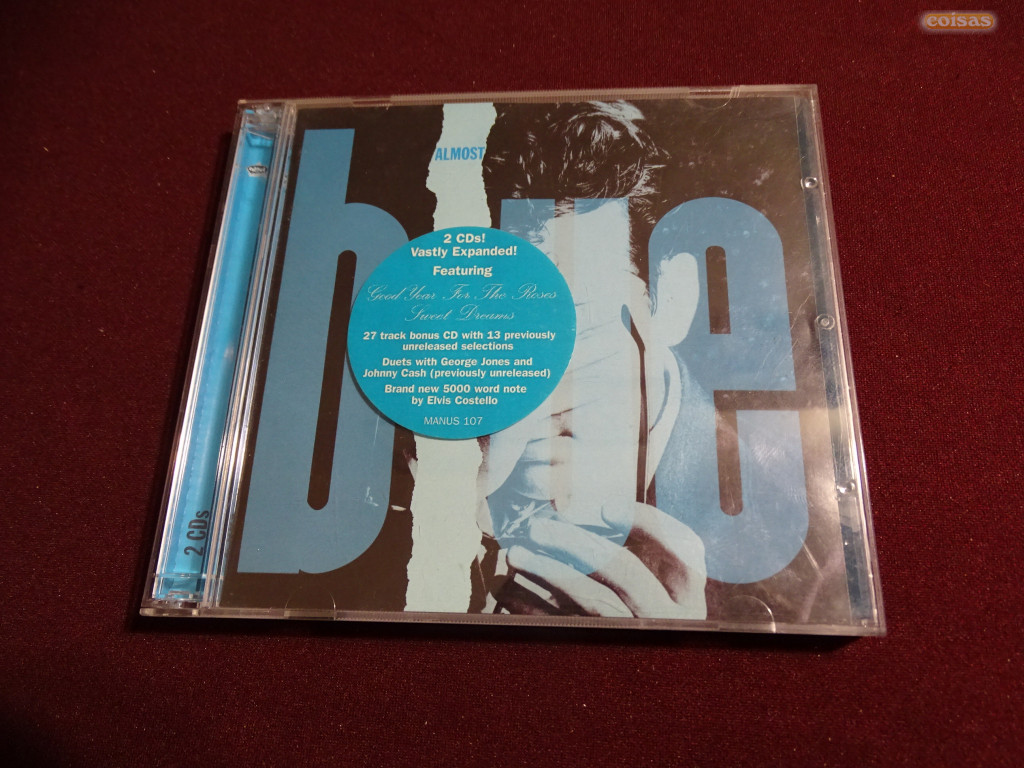 coisas
ALMOST
blue
2 CDs!
Vastly Expanded!
Featuring
Good Year For The Roses
Sweet Dreams
27 track bonus CD with 13 previously
unreleased selections
Duets with George Jones and
Johnny Cash (previously unreleased)
Brand new 5000 word note
by Elvis Costello
MANUS 107
2 CDs